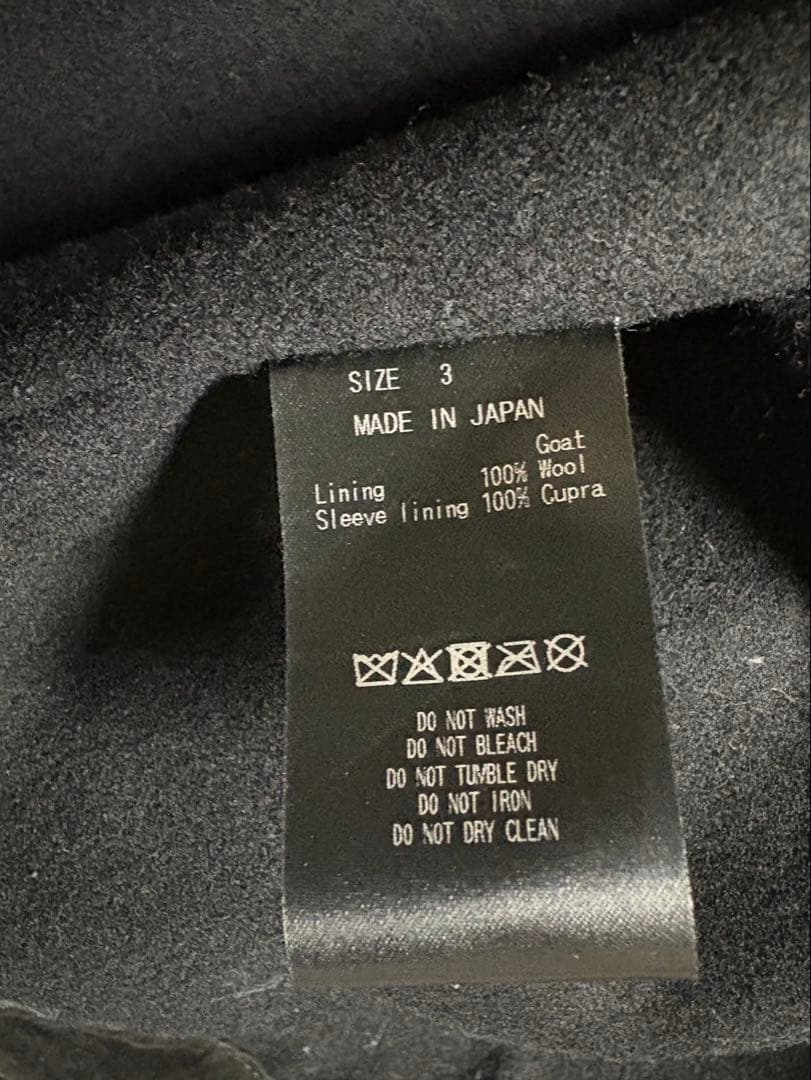 SIZE 3
MADE IN JAPAN
Goat
Lining 100% Wool
Sleeve lining 100% Cupra
DO NOT WASH
DO NOT BLEACH
DO NOT TUMBLE DRY
DO NOT IRON
DO NOT DRY CLEAN